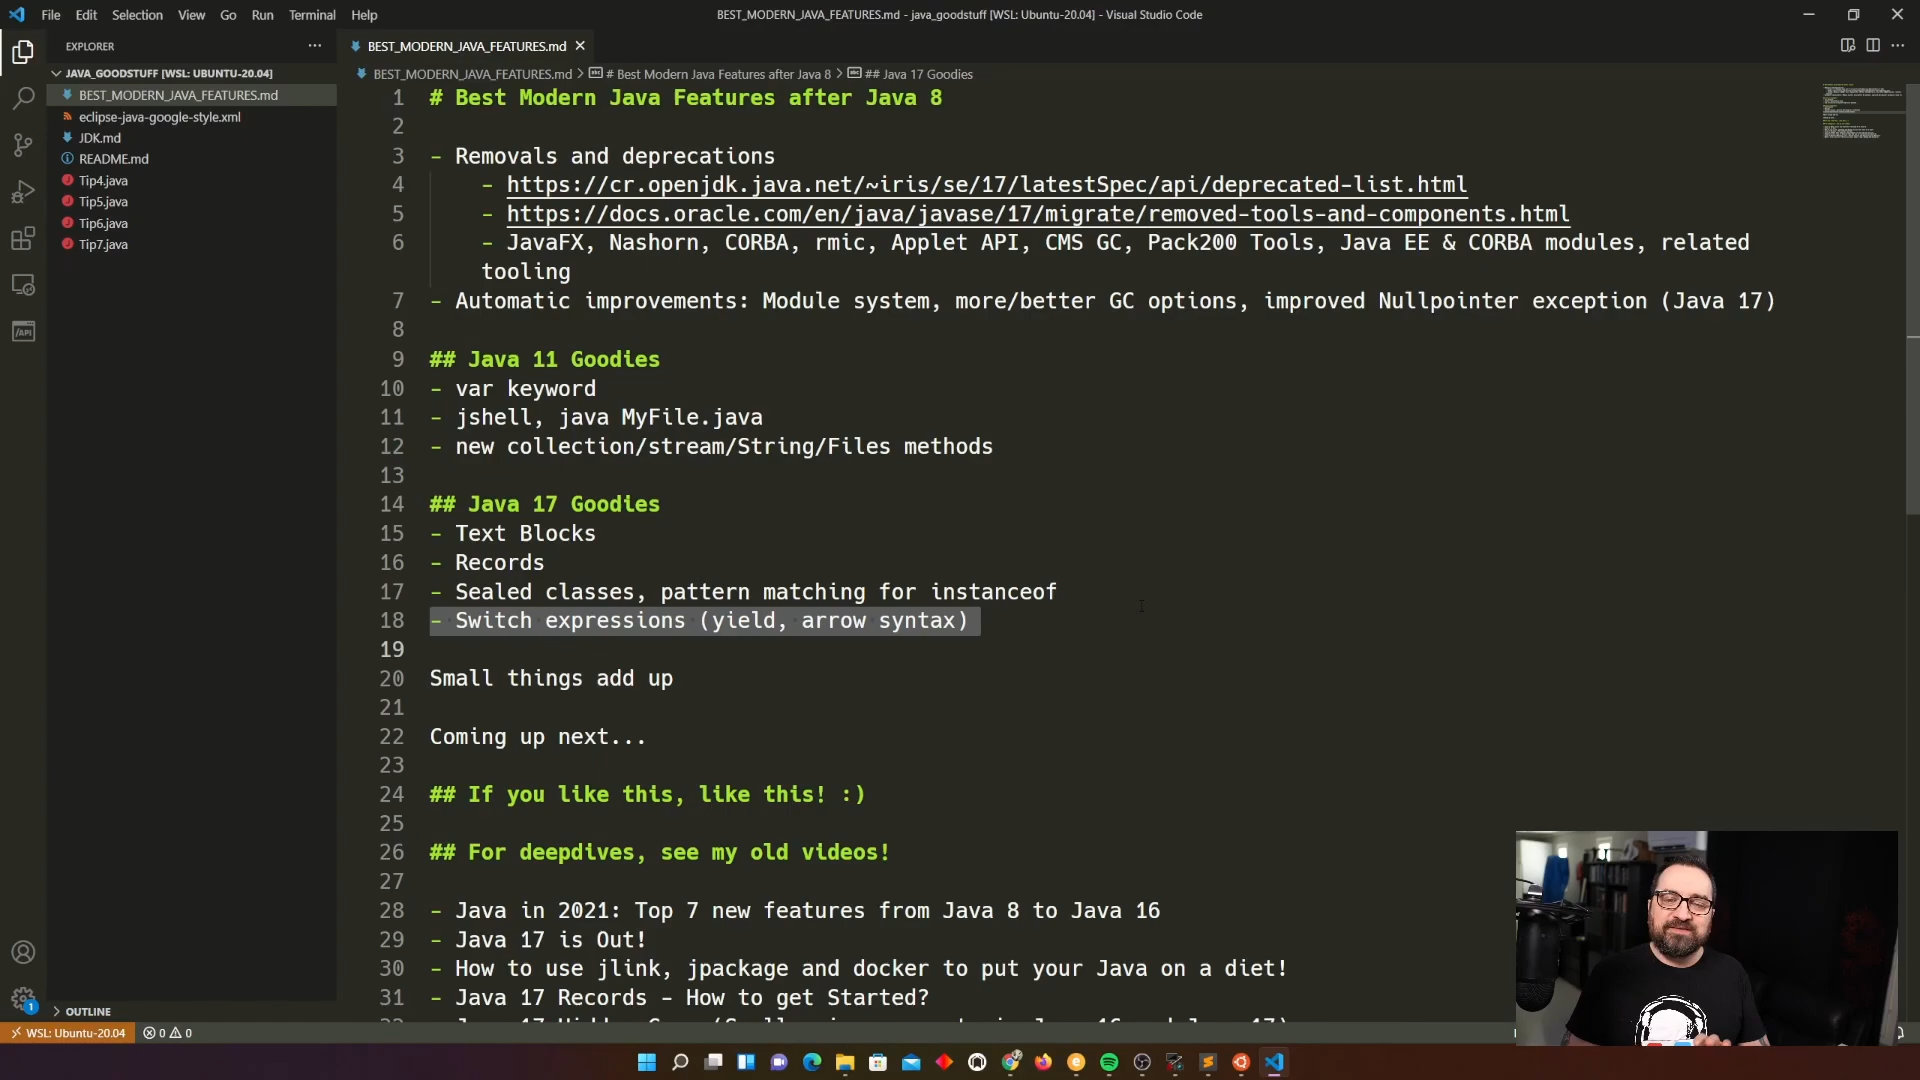 File Edit Selection View Go Run Terminal Help
BEST_MODERN_JAVA_FEATURES.md - java_goodstuff [WSL: Ubuntu-20.04] - Visual Studio Code
EXPLORER
JAVA_GOODSTUFF [WSL: UBUNTU-20.04]
BEST_MODERN_JAVA_FEATURES.md
eclipse-java-google-style.xml
JDK.md
README.md
Tip4.java
Tip5.java
Tip6.java
Tip7.java
OUTLINE
BEST_MODERN_JAVA_FEATURES.md
BEST_MODERN_JAVA_FEATURES.md > # Best Modern Java Features after Java 8 > ## Java 17 Goodies
1 # Best Modern Java Features after Java 8
2
3 - Removals and deprecations
4 - https://cr.openjdk.java.net/~iris/se/17/latestSpec/api/deprecated-list.html
5 - https://docs.oracle.com/en/java/javase/17/migrate/removed-tools-and-components.html
6 - JavaFX, Nashorn, CORBA, rmic, Applet API, CMS GC, Pack200 Tools, Java EE & CORBA modules, related
tooling
7 - Automatic improvements: Module system, more/better GC options, improved Nullpointer exception (Java 17)
8
9 ## Java 11 Goodies
10 - var keyword
11 - jshell, java MyFile.java
12 - new collection/stream/String/Files methods
13
14 ## Java 17 Goodies
15 - Text Blocks
16 - Records
17 - Sealed classes, pattern matching for instanceof
18 - Switch expressions (yield, arrow syntax)
19
20 Small things add up
21
22 Coming up next...
23
24 ## If you like this, like this! :)
25
26 ## For deepdives, see my old videos!
27
28 - Java in 2021: Top 7 new features from Java 8 to Java 16
29 - Java 17 is Out!
30 - How to use jlink, jpackage and docker to put your Java on a diet!
31 - Java 17 Records - How to get Started?
WSL: Ubuntu-20.04 0 0